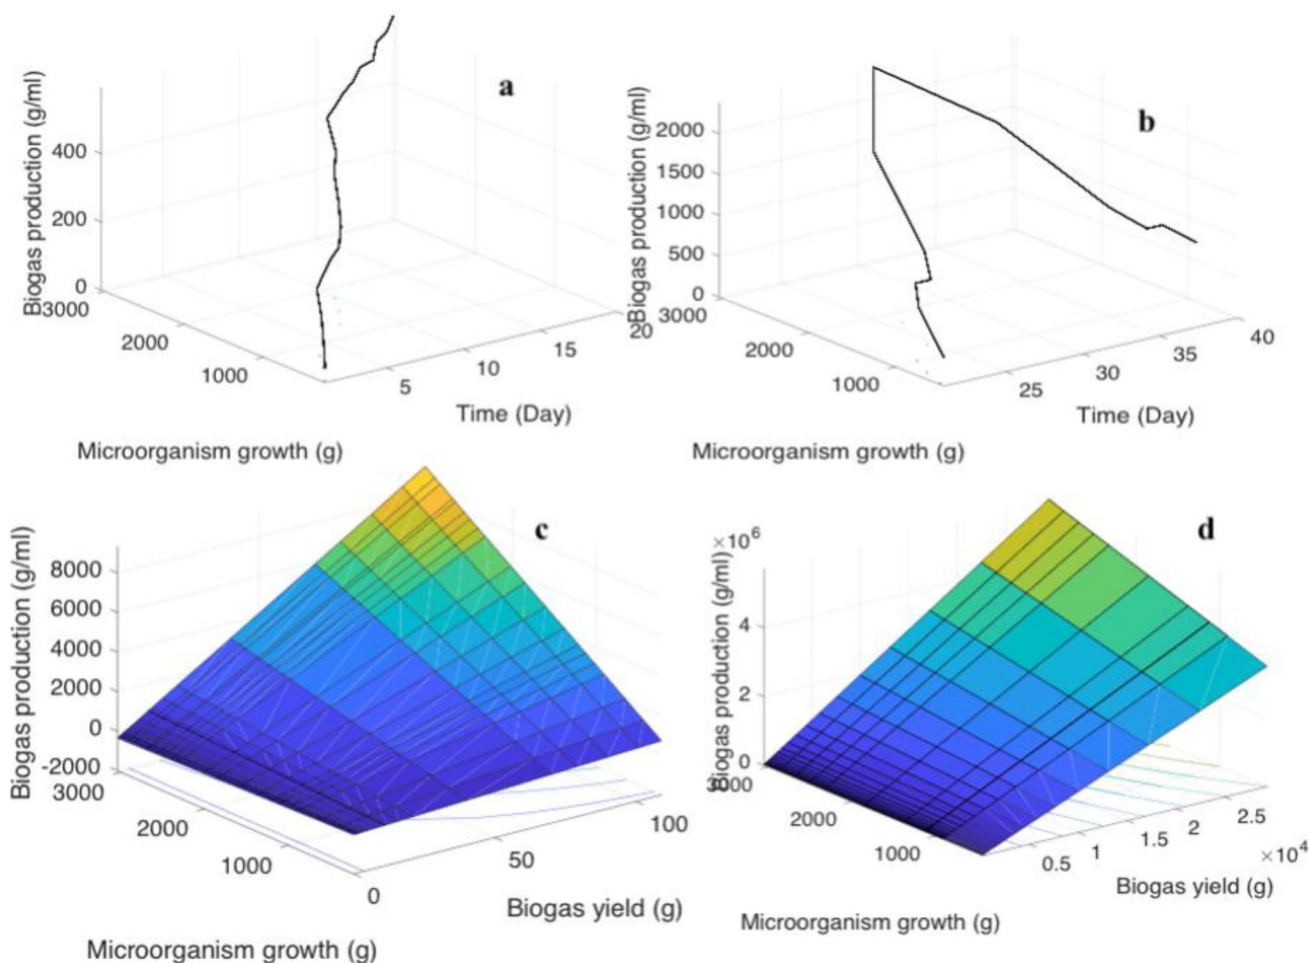 a
Biogas production (g/ml)
400
200
0
3000
2000
1000
5
10
15
20
Time (Day)
Microorganism growth (g)
b
Biogas production (g/ml)
2000
1500
1000
500
0
3000
2000
1000
25
30
35
40
Time (Day)
Microorganism growth (g)
c
Biogas production (g/ml)
8000
6000
4000
2000
0
-2000
3000
2000
1000
0
50
100
Biogas yield (g)
Microorganism growth (g)
d
×10⁶
Biogas production (g/ml)
4
2
0
3000
2000
1000
0.5
1
1.5
2
2.5
×10⁴
Biogas yield (g)
Microorganism growth (g)